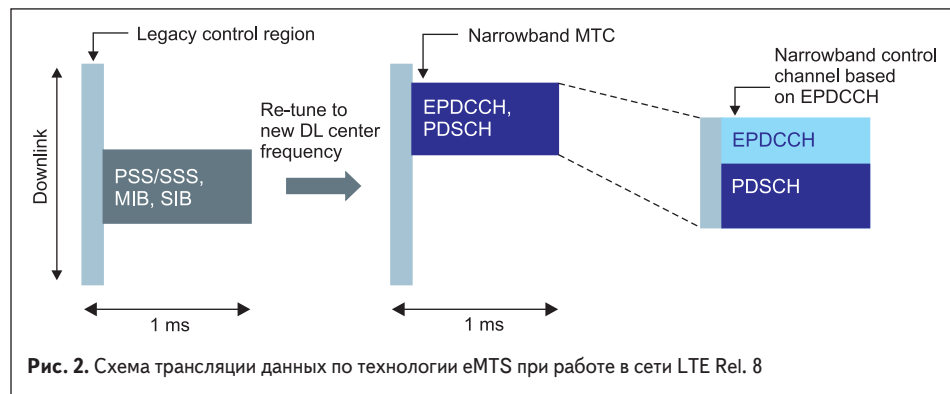 Legacy control region
Narrowband MTC
Narrowband control
channel based
on EPDCCH
Downlink
Re-tune to
new DL center
frequency
EPDCCH,
PDSCH
PSS/SSS,
MIB, SIB
EPDCCH
PDSCH
1 ms
1 ms
Рис. 2. Схема трансляции данных по технологии eMTS при работе в сети LTE Rel. 8